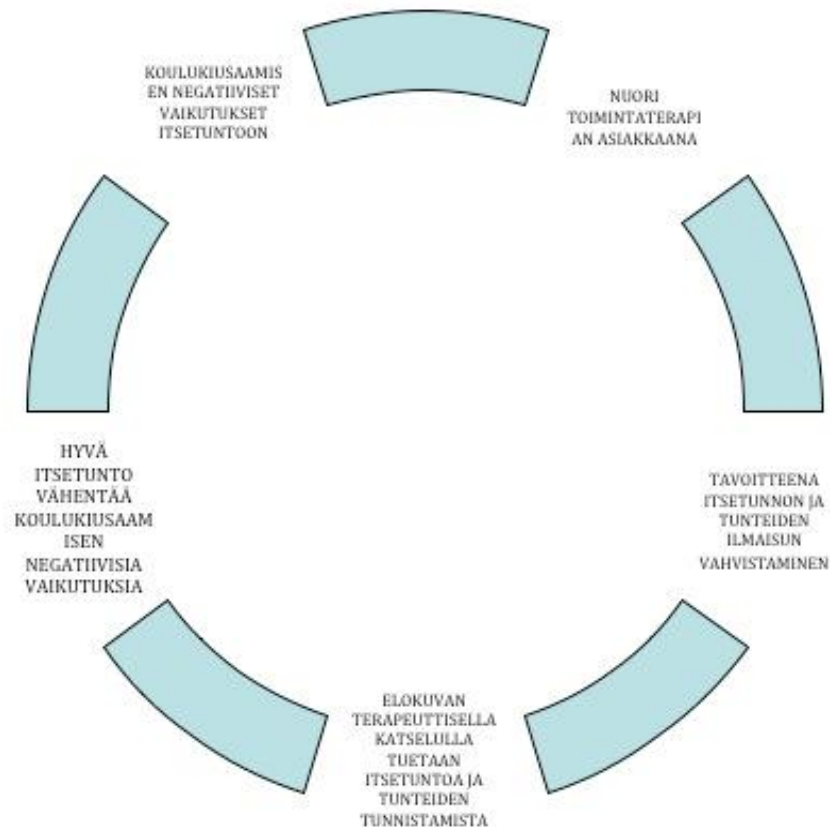 KOULUKIUSAAMIS
EN NEGATIIVISET
VAIKUTUKSET
ITSETUNTOON
NUORI
TOIMINTATERAPI
AN ASIAKKAANA
TAVOITTEENA
ITSETUNNON JA
TUNTEIDEN
ILMAISUN
VAHVISTAMINEN
ELOKUVAN
TERAPEUTTISELLA
KATSELULLA
TUETAAN
ITSETUNTOA JA
TUNTEIDEN
TUNNISTAMISTA
HYVÄ
ITSETUNTO
VÄHENTÄÄ
KOULUKIUSAAM
ISEN
NEGATIIVISIA
VAIKUTUKSIA